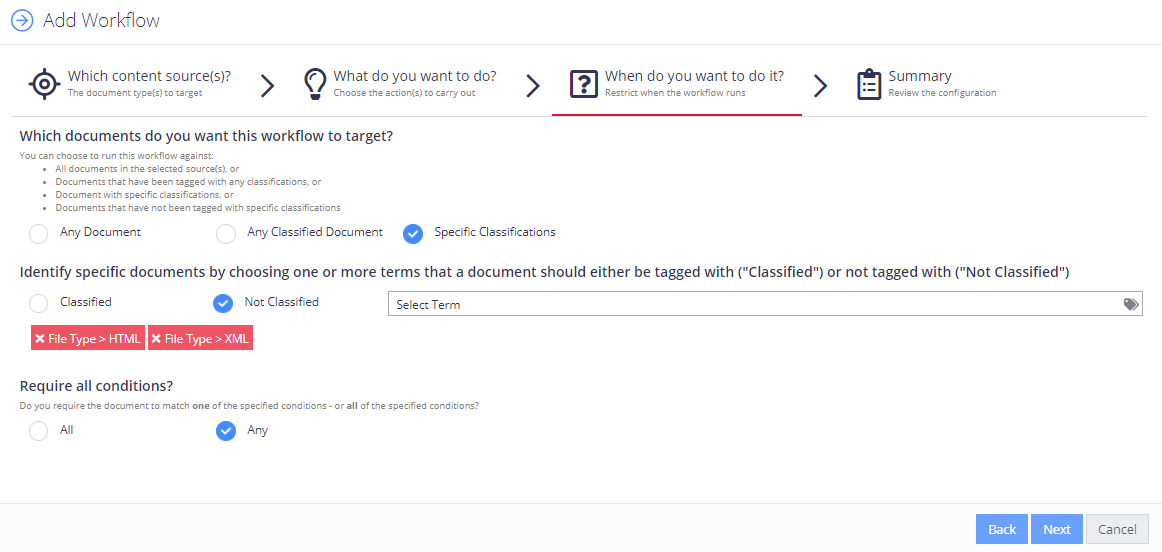 Add Workflow
Which content source(s)?
The document type(s) to target
What do you want to do?
Choose the action(s) to carry out
When do you want to do it?
Restrict when the workflow runs
Summary
Review the configuration
Which documents do you want this workflow to target?
You can choose to run this workflow against:
• All documents in the selected source(s), or
• Documents that have been tagged with any classifications, or
• Document with specific classifications, or
• Documents that have not been tagged with specific classifications
Any Document Any Classified Document Specific Classifications
Identify specific documents by choosing one or more terms that a document should either be tagged with ("Classified") or not tagged with ("Not Classified")
Classified Not Classified Select Term
× File Type > HTML × File Type > XML
Require all conditions?
Do you require the document to match one of the specified conditions - or all of the specified conditions?
All Any
Back Next Cancel